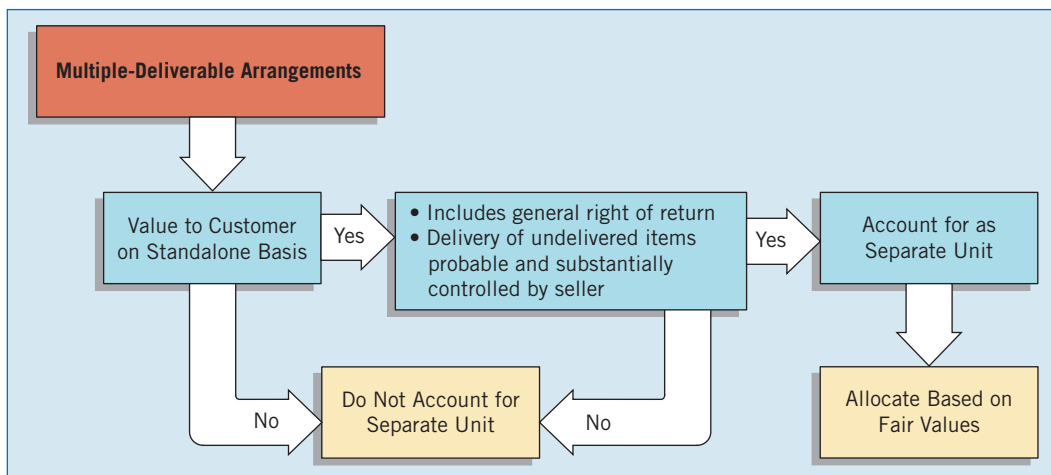 Multiple-Deliverable Arrangements
Value to Customer
on Standalone Basis
Yes
• Includes general right of return
• Delivery of undelivered items
probable and substantially
controlled by seller
Yes
Account for as
Separate Unit
No
Do Not Account for
Separate Unit
No
Allocate Based on
Fair Values